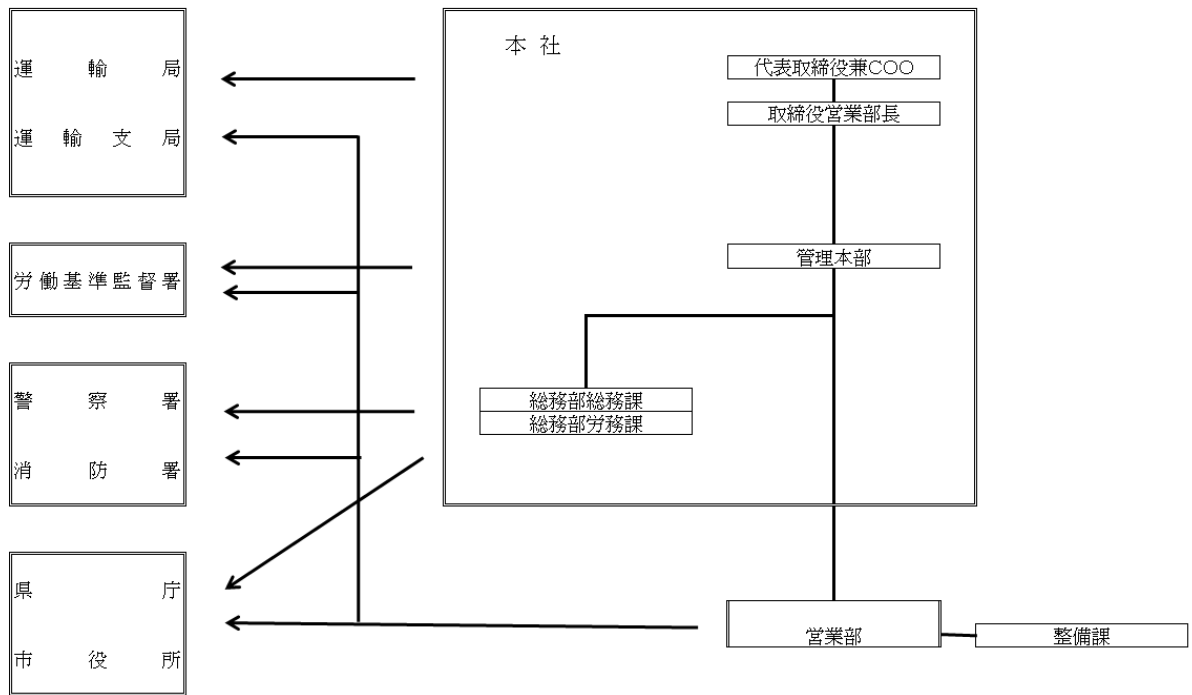 運輸局
運輸支局
労働基準監督署
警察署
消防署
県庁
市役所
本社
代表取締役兼COO
取締役営業部長
管理本部
総務部総務課
総務部労務課
営業部
整備課